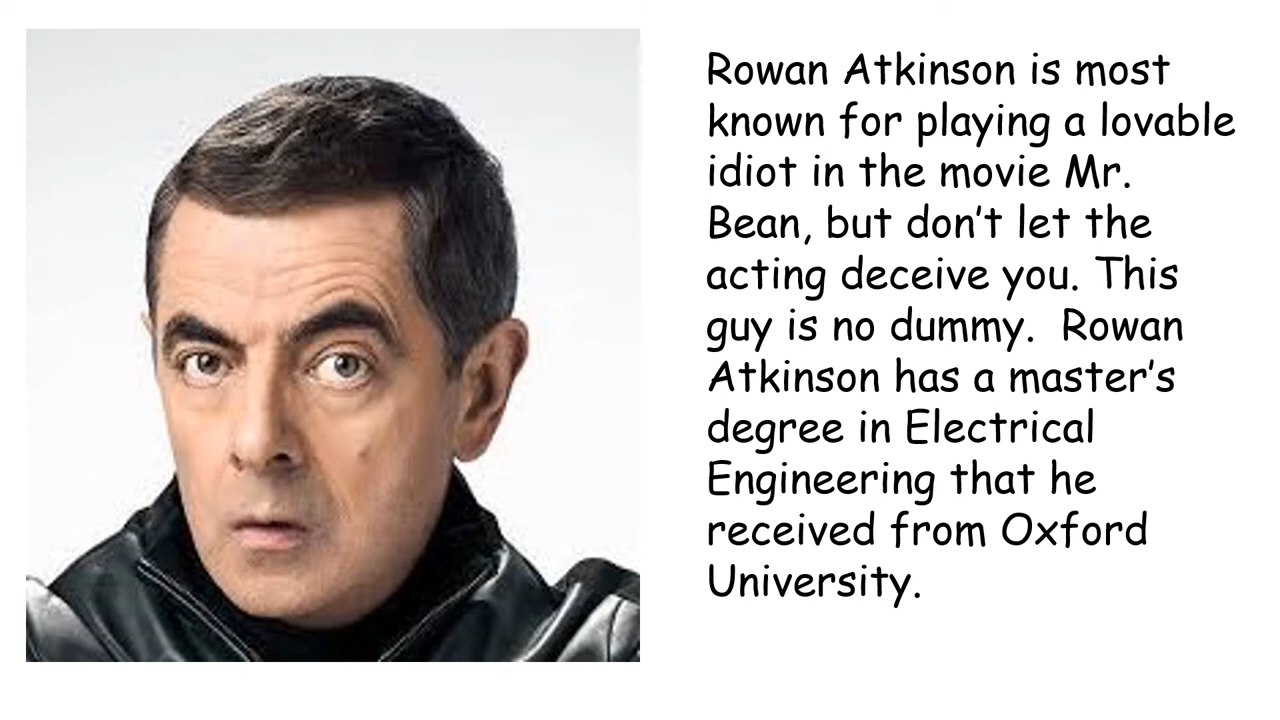 Rowan Atkinson is most
known for playing a lovable
idiot in the movie Mr.
Bean, but don’t let the
acting deceive you. This
guy is no dummy.  Rowan
Atkinson has a master’s
degree in Electrical
Engineering that he
received from Oxford
University.